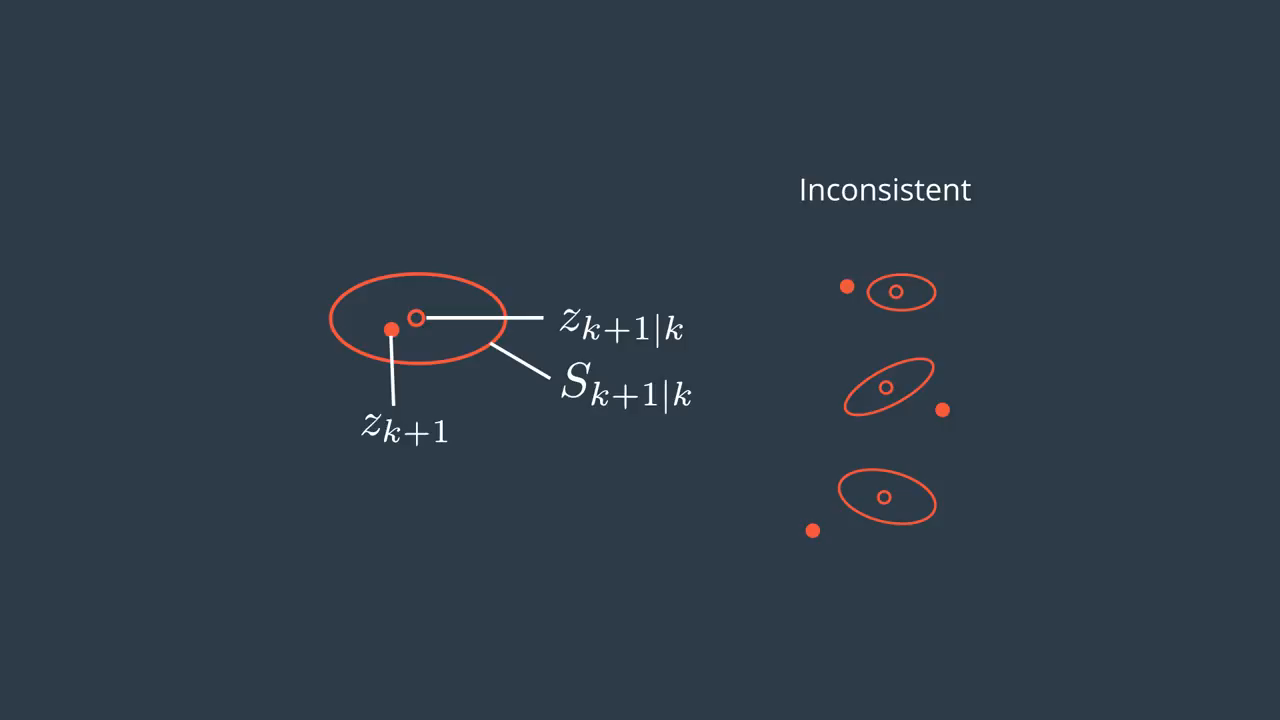 Inconsistent
z_{k+1|k}
S_{k+1|k}
z_{k+1}